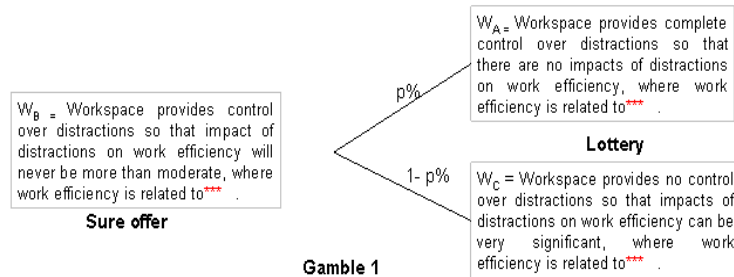 W_B = Workspace provides control
over distractions so that impact of
distractions on work efficiency will
never be more than moderate, where
work efficiency is related to*** .
Sure offer
p%
1- p%
W_A = Workspace provides complete
control over distractions so that
there are no impacts of distractions
on work efficiency, where work
efficiency is related to*** .
Lottery
W_C = Workspace provides no control
over distractions so that impacts of
distractions on work efficiency can be
very significant, where work
efficiency is related to*** .
Gamble 1